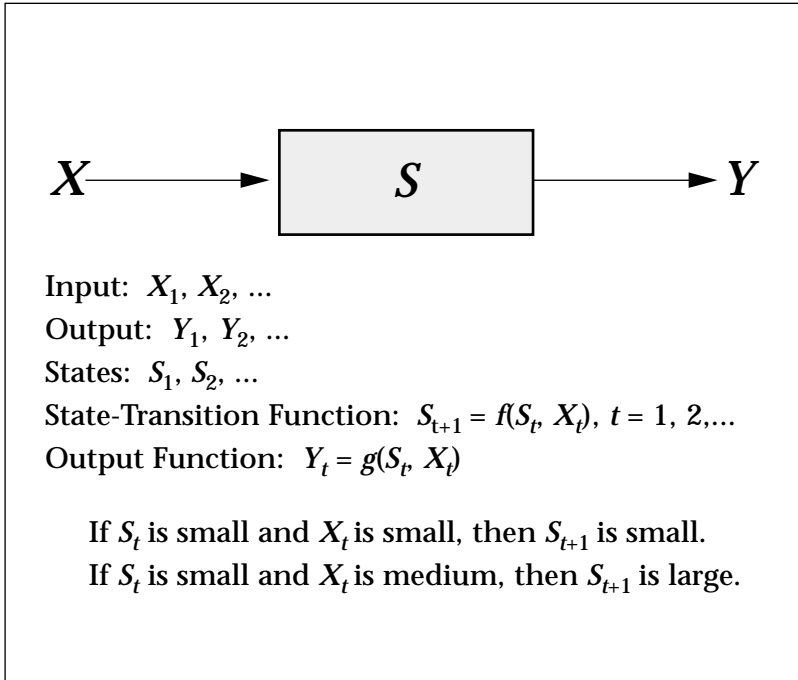 X S Y
Input: X₁, X₂, ...
Output: Y₁, Y₂, ...
States: S₁, S₂, ...
State-Transition Function: Sₜ₊₁ = f(Sₜ, Xₜ), t = 1, 2,...
Output Function: Yₜ = g(Sₜ, Xₜ)
If Sₜ is small and Xₜ is small, then Sₜ₊₁ is small.
If Sₜ is small and Xₜ is medium, then Sₜ₊₁ is large.